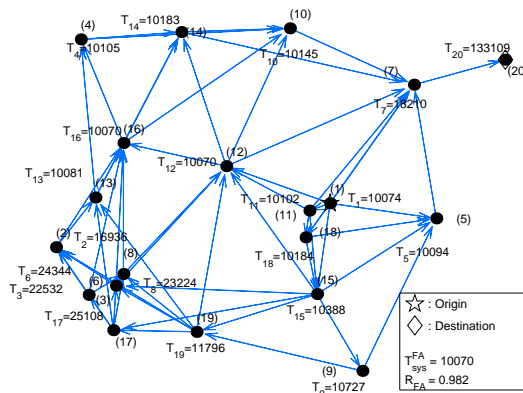 (10)
(4)
T14=10183
(14)
T4=10105
T10=10145
T20=133109
(7)
(20)
T7=18210
T16=10070
(16)
(12)
T12=10070
T13=10081
(13)
T11=10102
(1)
T1=10074
(11)
(5)
(2)
T2=16936
(18)
T5=10094
(8)
T18=10184
T6=24344
(6)
T8=23224
(15)
T3=22532
(3)
T15=10388
T17=25108
(17)
(19)
T19=11796
(9)
T9=10727
: Origin
: Destination
T_sys^FA = 10070
R_FA = 0.982